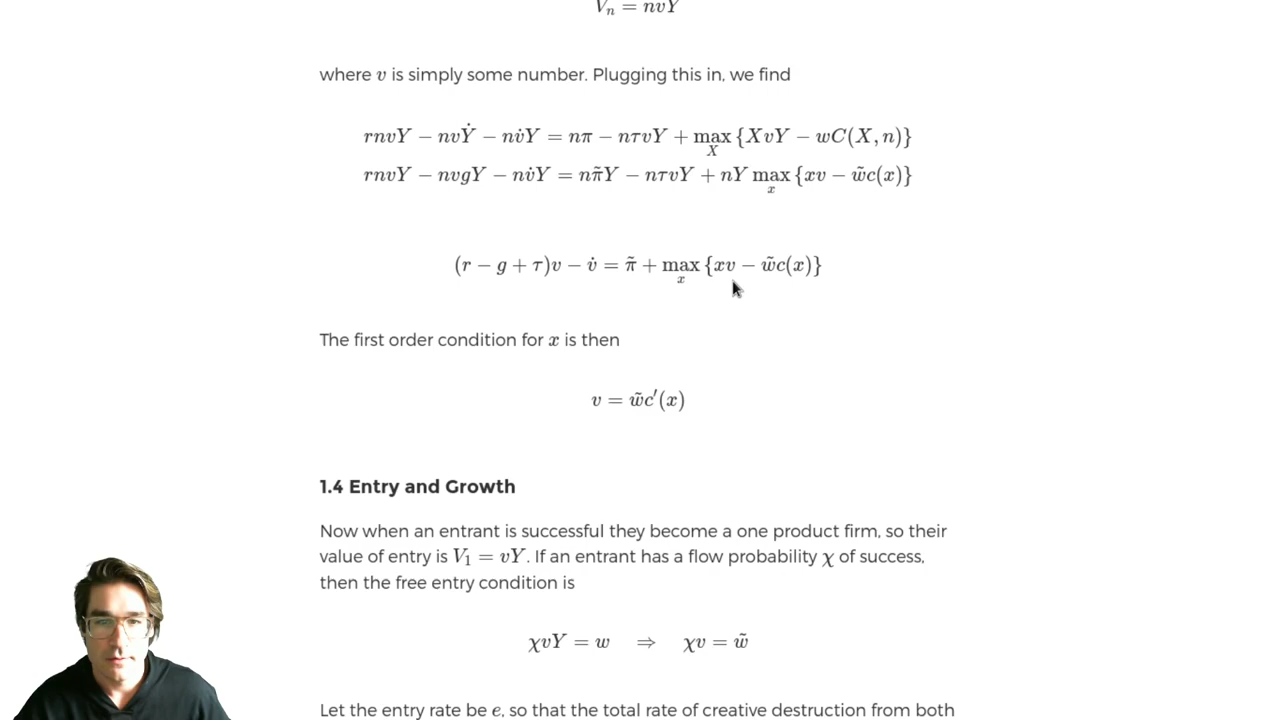 Vₙ = nvY
where v is simply some number. Plugging this in, we find
rnvY − nvẎ − nv̇Y = nπ − nτvY + max_X {XvY − wC(X, n)}
rnvY − nvgY − nv̇Y = nπ̃Y − nτvY + nY max_x {xv − w̃c(x)}
(r − g + τ)v − v̇ = π̃ + max_x {xv − w̃c(x)}
The first order condition for x is then
v = w̃c′(x)
1.4 Entry and Growth
Now when an entrant is successful they become a one product firm, so their
value of entry is V₁ = vY. If an entrant has a flow probability χ of success,
then the free entry condition is
χvY = w ⇒ χv = w̃
Let the entry rate be e, so that the total rate of creative destruction from both